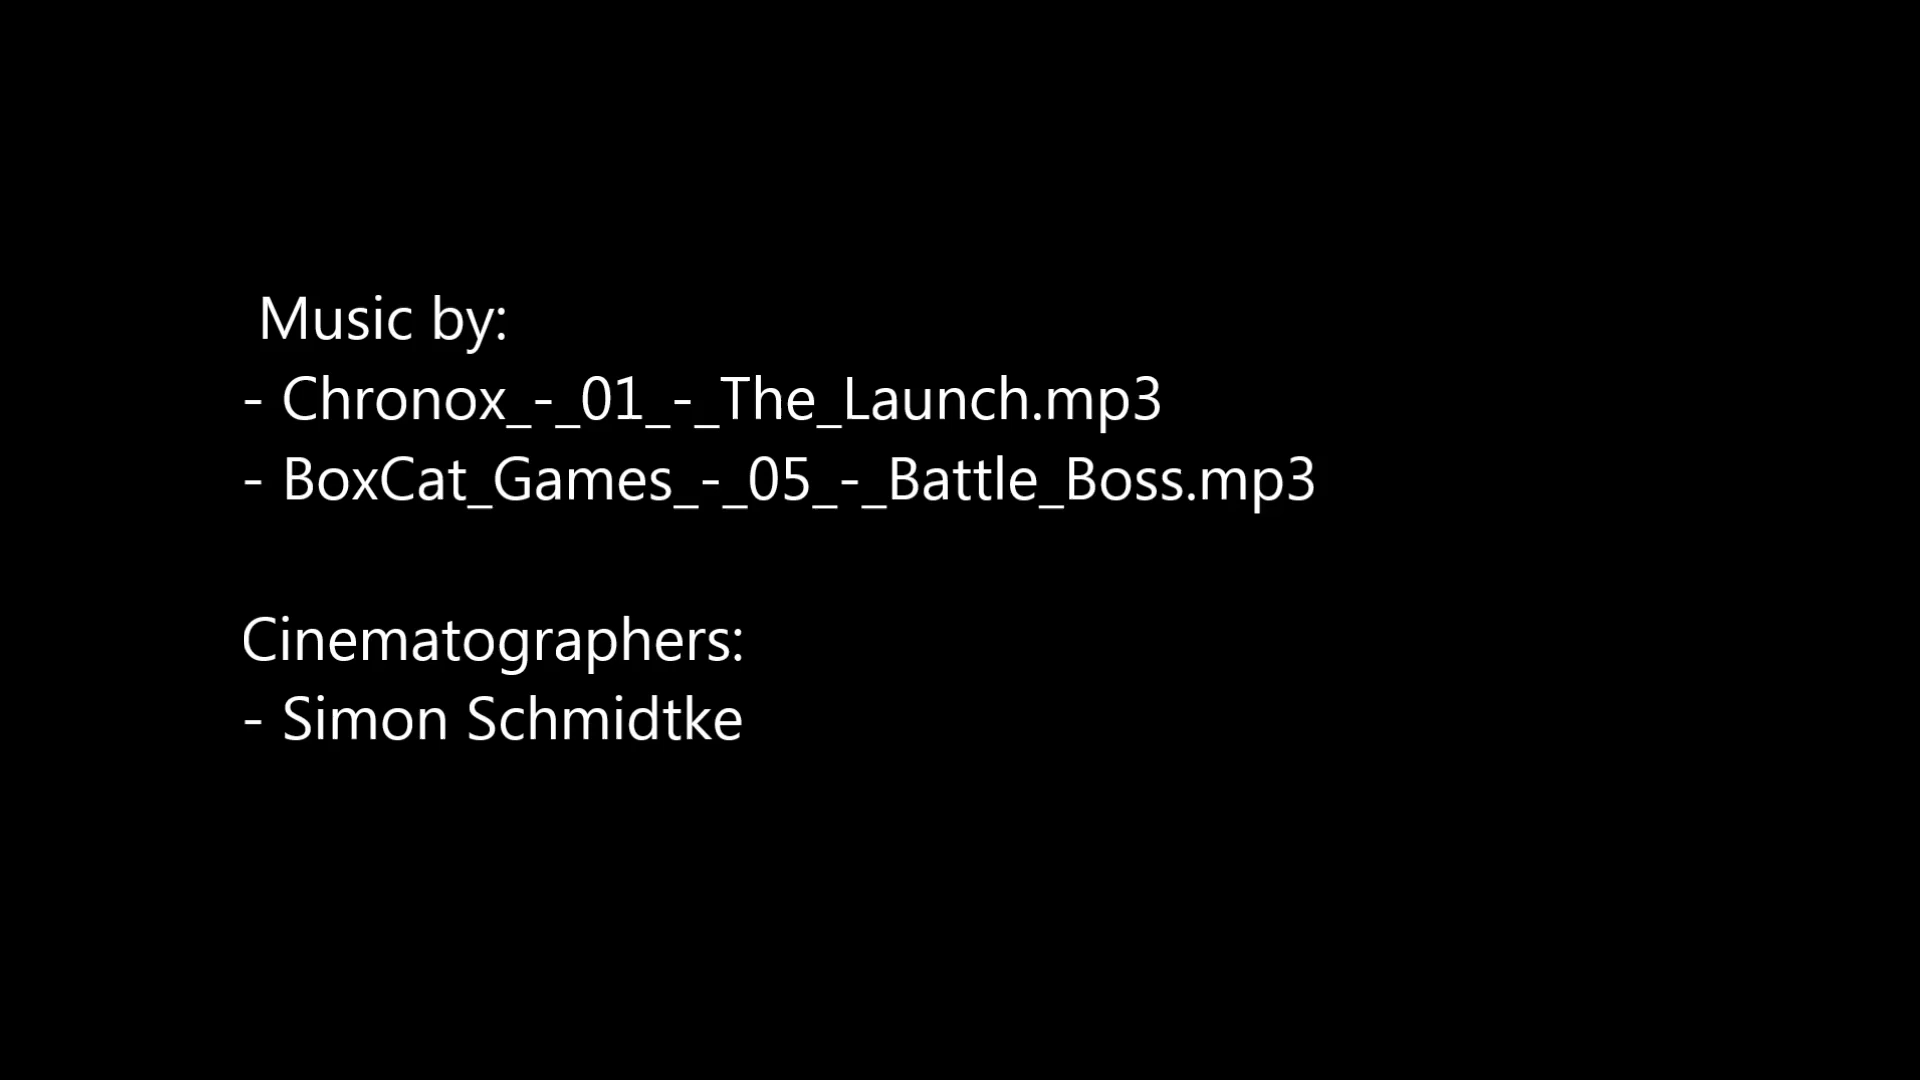 Music by:
- Chronox_-_01_-_The_Launch.mp3
- BoxCat_Games_-_05_-_Battle_Boss.mp3
Cinematographers:
- Simon Schmidtke